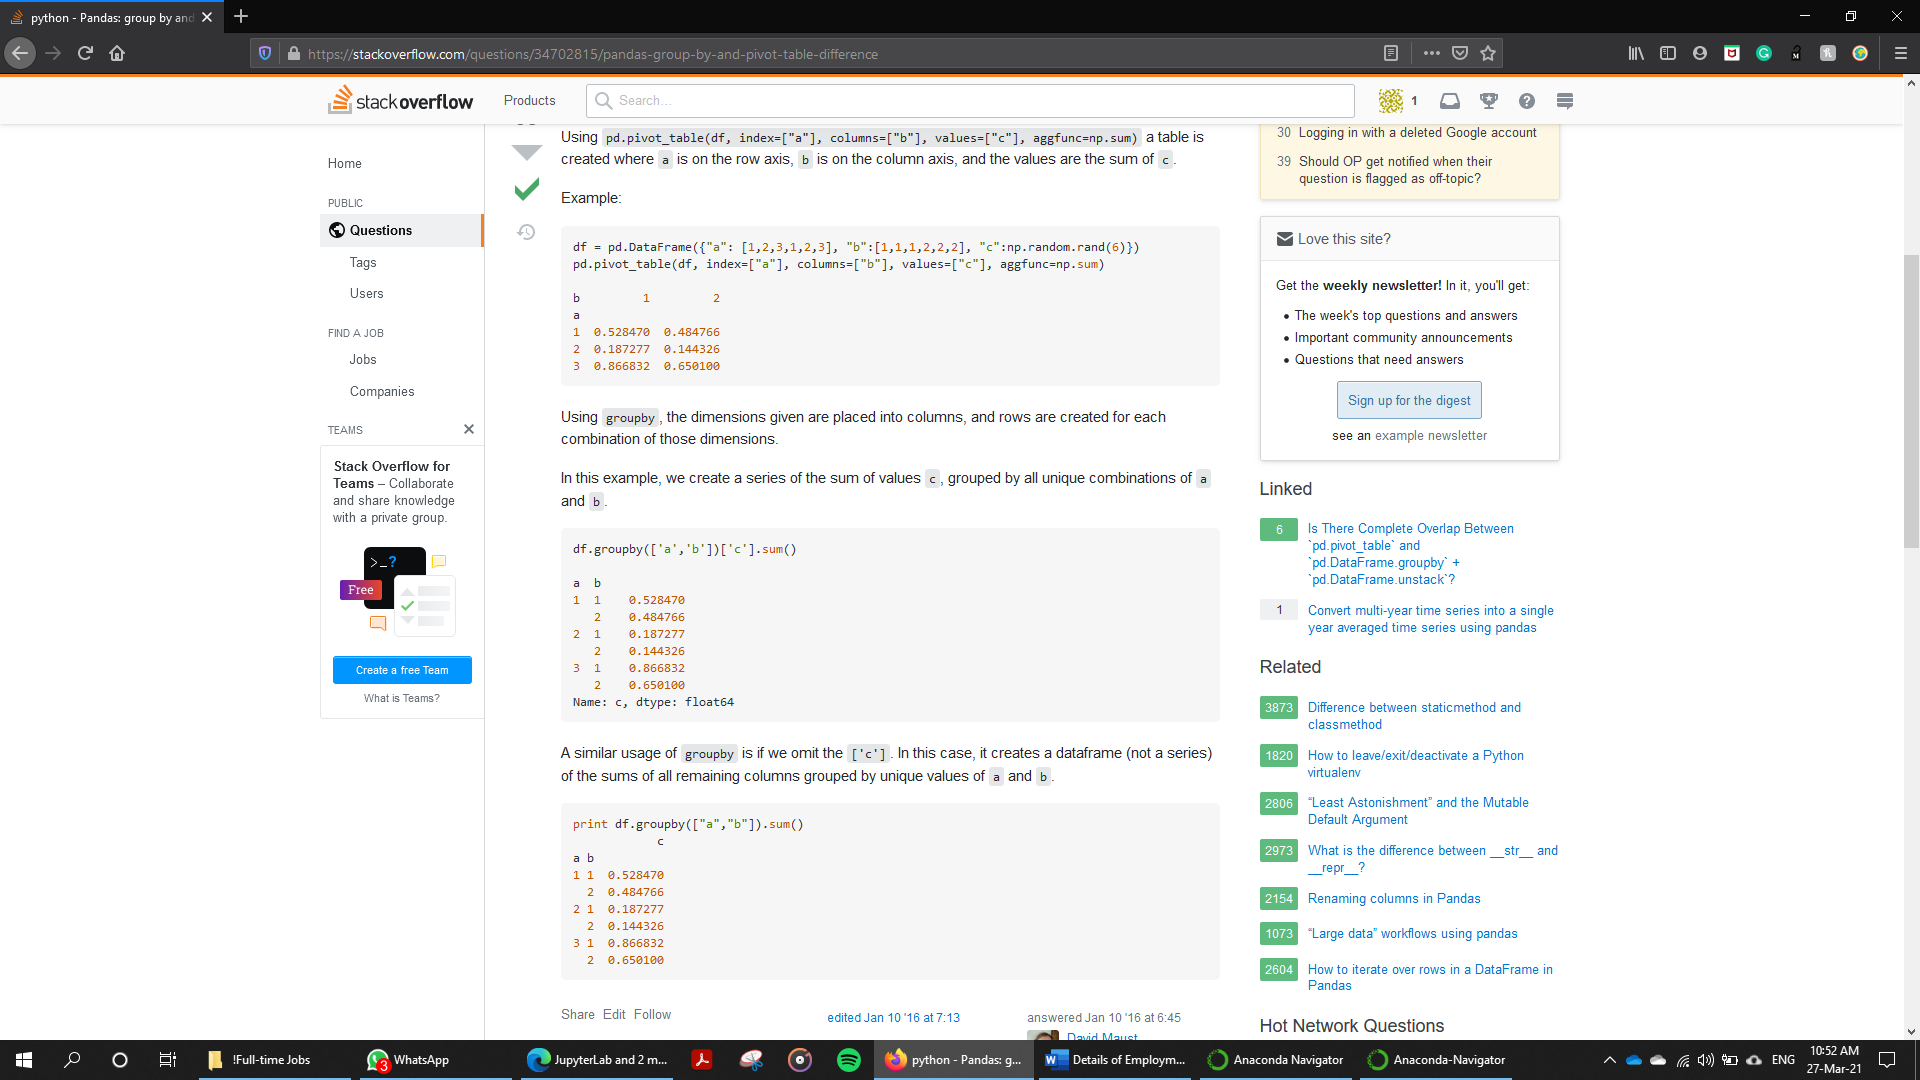 python - Pandas: group by and
https://stackoverflow.com/questions/34702815/pandas-group-by-and-pivot-table-difference
stackoverflow
Products
Search...
1
Home
PUBLIC
Questions
Tags
Users
FIND A JOB
Jobs
Companies
TEAMS
Stack Overflow for
Teams – Collaborate
and share knowledge
with a private group.
>_?
Free
Create a free Team
What is Teams?
Using pd.pivot_table(df, index=["a"], columns=["b"], values=["c"], aggfunc=np.sum) a table is
created where a is on the row axis, b is on the column axis, and the values are the sum of c.
Example:
df = pd.DataFrame({"a": [1,2,3,1,2,3], "b":[1,1,1,2,2,2], "c":np.random.rand(6)})
pd.pivot_table(df, index=["a"], columns=["b"], values=["c"], aggfunc=np.sum)
b 1 2
a
1 0.528470 0.484766
2 0.187277 0.144326
3 0.866832 0.650100
Using groupby, the dimensions given are placed into columns, and rows are created for each
combination of those dimensions.
In this example, we create a series of the sum of values c, grouped by all unique combinations of a
and b.
df.groupby(['a','b'])['c'].sum()
a b
1 1 0.528470
2 0.484766
2 1 0.187277
2 0.144326
3 1 0.866832
2 0.650100
Name: c, dtype: float64
A similar usage of groupby is if we omit the ['c']. In this case, it creates a dataframe (not a series)
of the sums of all remaining columns grouped by unique values of a and b.
print df.groupby(["a","b"]).sum()
c
a b
1 1 0.528470
2 0.484766
2 1 0.187277
2 0.144326
3 1 0.866832
2 0.650100
Share Edit Follow
edited Jan 10 '16 at 7:13
answered Jan 10 '16 at 6:45
David Maust
30 Logging in with a deleted Google account
39 Should OP get notified when their
question is flagged as off-topic?
Love this site?
Get the weekly newsletter! In it, you'll get:
• The week's top questions and answers
• Important community announcements
• Questions that need answers
Sign up for the digest
see an example newsletter
Linked
6 Is There Complete Overlap Between
`pd.pivot_table` and
`pd.DataFrame.groupby` +
`pd.DataFrame.unstack`?
1 Convert multi-year time series into a single
year averaged time series using pandas
Related
3873 Difference between staticmethod and
classmethod
1820 How to leave/exit/deactivate a Python
virtualenv
2806 “Least Astonishment” and the Mutable
Default Argument
2973 What is the difference between __str__ and
__repr__?
2154 Renaming columns in Pandas
1073 “Large data” workflows using pandas
2604 How to iterate over rows in a DataFrame in
Pandas
Hot Network Questions
!Full-time Jobs
3
WhatsApp
JupyterLab and 2 m...
python - Pandas: g...
Details of Employm...
Anaconda Navigator
Anaconda-Navigator
ENG
10:52 AM
27-Mar-21